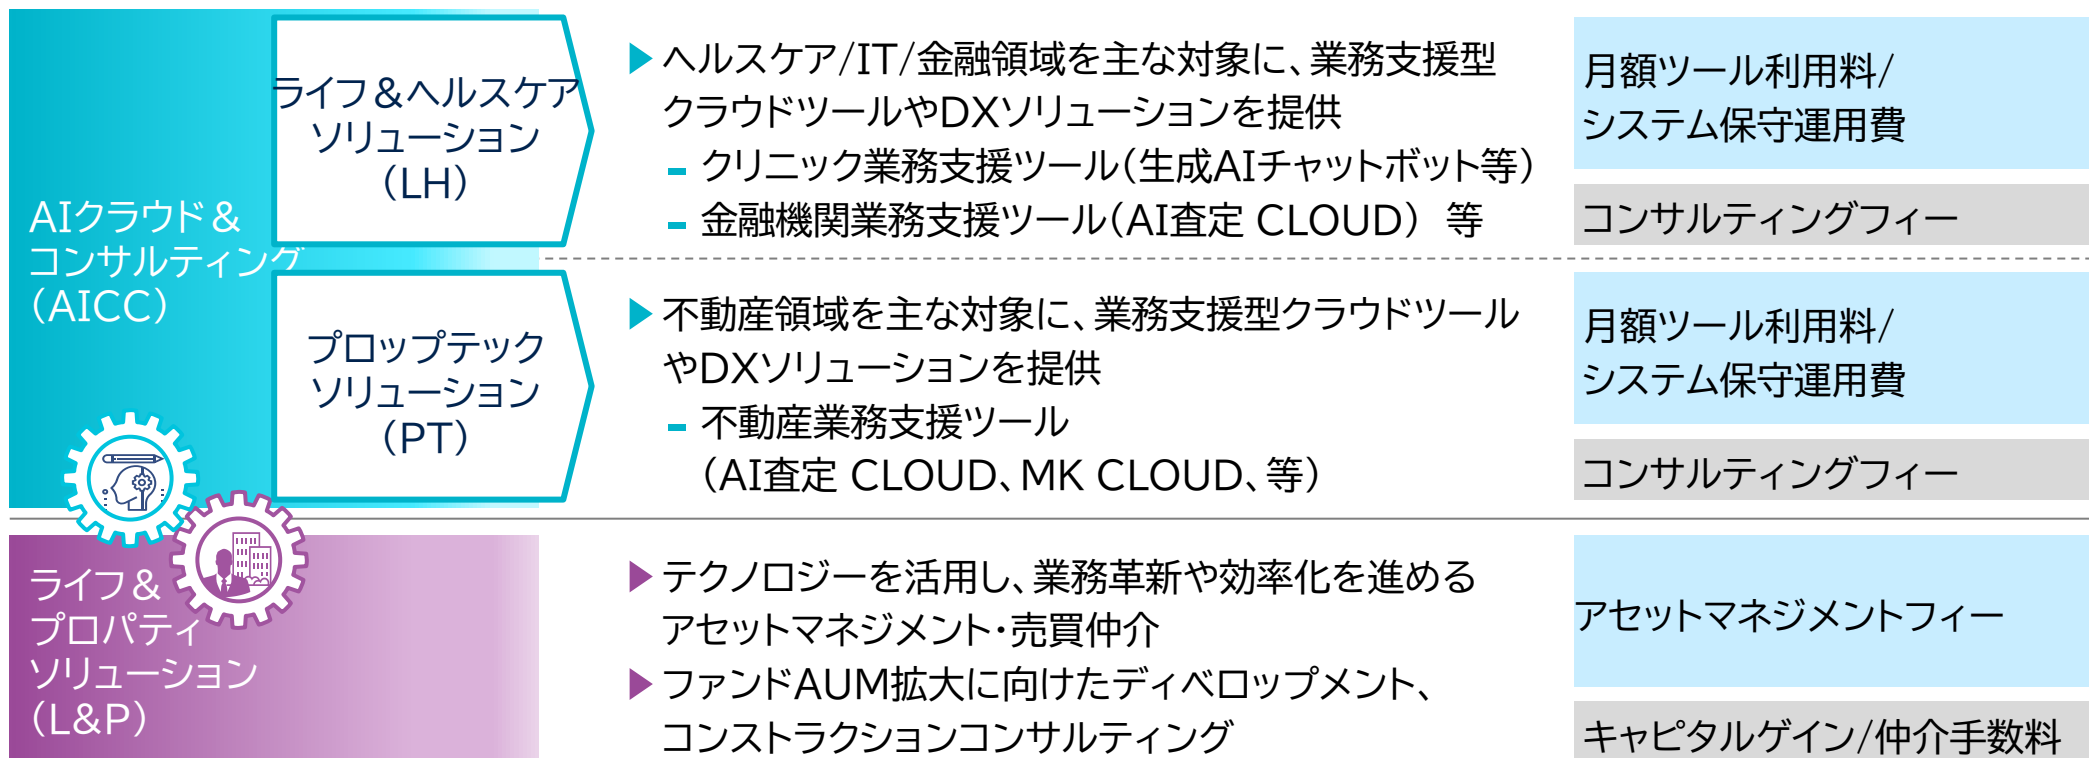 AIクラウド＆
コンサルティング
（AICC）
ライフ＆ヘルスケア
ソリューション
（LH）
▶ヘルスケア/IT/金融領域を主な対象に、業務支援型
クラウドツールやDXソリューションを提供
- クリニック業務支援ツール（生成AIチャットボット等）
- 金融機関業務支援ツール（AI査定 CLOUD） 等
月額ツール利用料/
システム保守運用費
コンサルティングフィー
プロップテック
ソリューション
（PT）
▶不動産領域を主な対象に、業務支援型クラウドツール
やDXソリューションを提供
- 不動産業務支援ツール
（AI査定 CLOUD、MK CLOUD、等）
月額ツール利用料/
システム保守運用費
コンサルティングフィー
ライフ＆
プロパティ
ソリューション
（L&P）
▶テクノロジーを活用し、業務革新や効率化を進める
アセットマネジメント・売買仲介
▶ファンドAUM拡大に向けたディベロップメント、
コンストラクションコンサルティング
アセットマネジメントフィー
キャピタルゲイン/仲介手数料